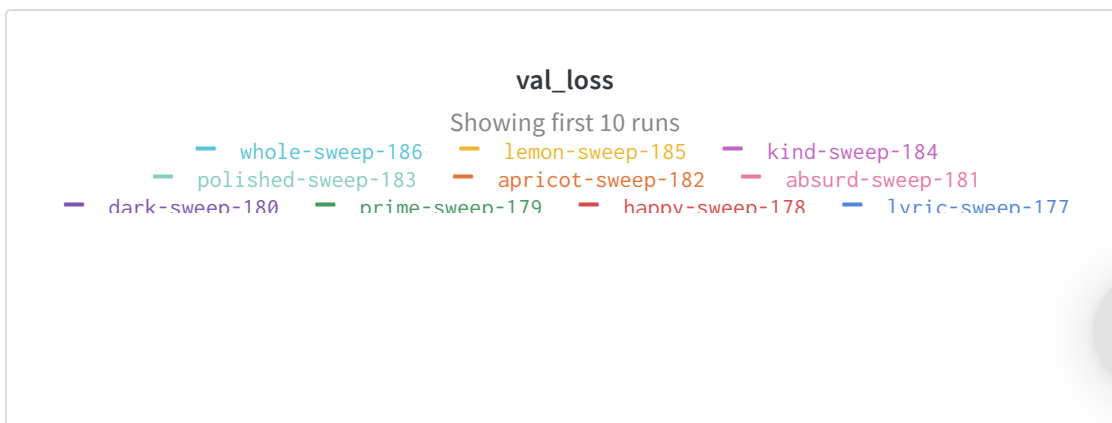 val_loss
Showing first 10 runs
whole-sweep-186 lemon-sweep-185 kind-sweep-184
polished-sweep-183 apricot-sweep-182 absurd-sweep-181
dark-sweep-180 prime-sweep-179 happy-sweep-178 lyric-sweep-177